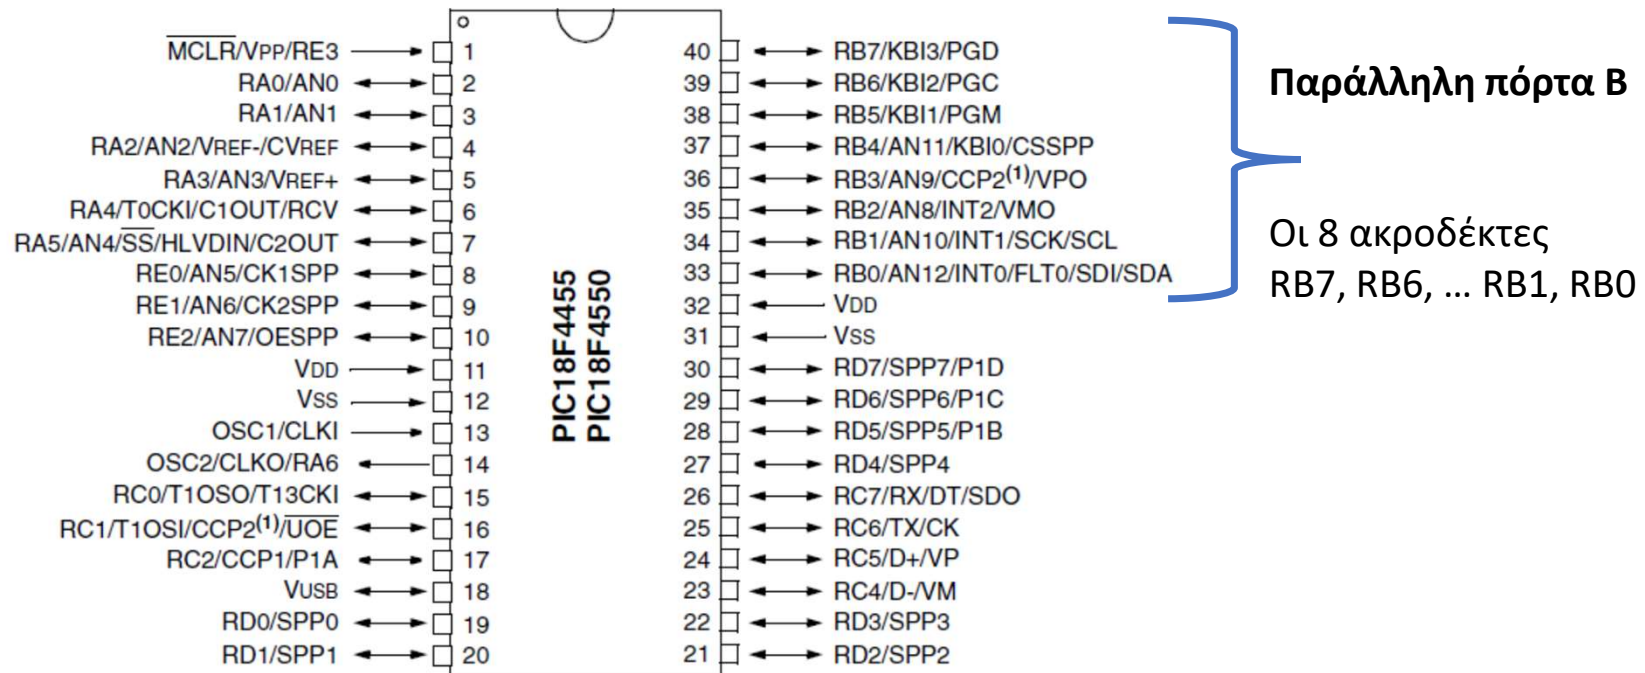 MCLR/VPP/RE3 1
RA0/AN0 2
RA1/AN1 3
RA2/AN2/VREF-/CVREF 4
RA3/AN3/VREF+ 5
RA4/T0CKI/C1OUT/RCV 6
RA5/AN4/SS/HLVDIN/C2OUT 7
RE0/AN5/CK1SPP 8
RE1/AN6/CK2SPP 9
RE2/AN7/OESPP 10
VDD 11
VSS 12
OSC1/CLKI 13
OSC2/CLKO/RA6 14
RC0/T1OSO/T13CKI 15
RC1/T1OSI/CCP2(1)/UOE 16
RC2/CCP1/P1A 17
VUSB 18
RD0/SPP0 19
RD1/SPP1 20
PIC18F4455
PIC18F4550
40 RB7/KBI3/PGD
39 RB6/KBI2/PGC
38 RB5/KBI1/PGM
37 RB4/AN11/KBI0/CSSPP
36 RB3/AN9/CCP2(1)/VPO
35 RB2/AN8/INT2/VMO
34 RB1/AN10/INT1/SCK/SCL
33 RB0/AN12/INT0/FLT0/SDI/SDA
32 VDD
31 VSS
30 RD7/SPP7/P1D
29 RD6/SPP6/P1C
28 RD5/SPP5/P1B
27 RD4/SPP4
26 RC7/RX/DT/SDO
25 RC6/TX/CK
24 RC5/D+/VP
23 RC4/D-/VM
22 RD3/SPP3
21 RD2/SPP2
Παράλληλη πόρτα Β
Οι 8 ακροδέκτες
RB7, RB6, … RB1, RB0